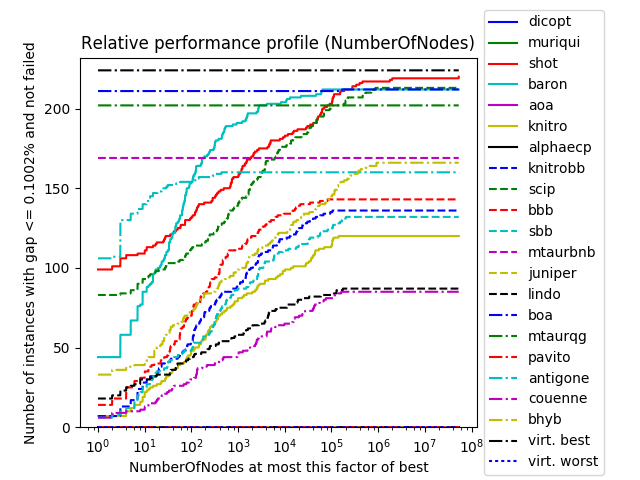 Relative performance profile (NumberOfNodes)
Number of instances with gap <= 0.1002% and not failed
200
150
100
50
0
10^0 10^1 10^2 10^3 10^4 10^5 10^6 10^7 10^8
NumberOfNodes at most this factor of best
dicopt
muriqui
shot
baron
aoa
knitro
alphaecp
knitrobb
scip
bbb
sbb
mtaurbnb
juniper
lindo
boa
mtaurqg
pavito
antigone
couenne
bhyb
virt. best
virt. worst